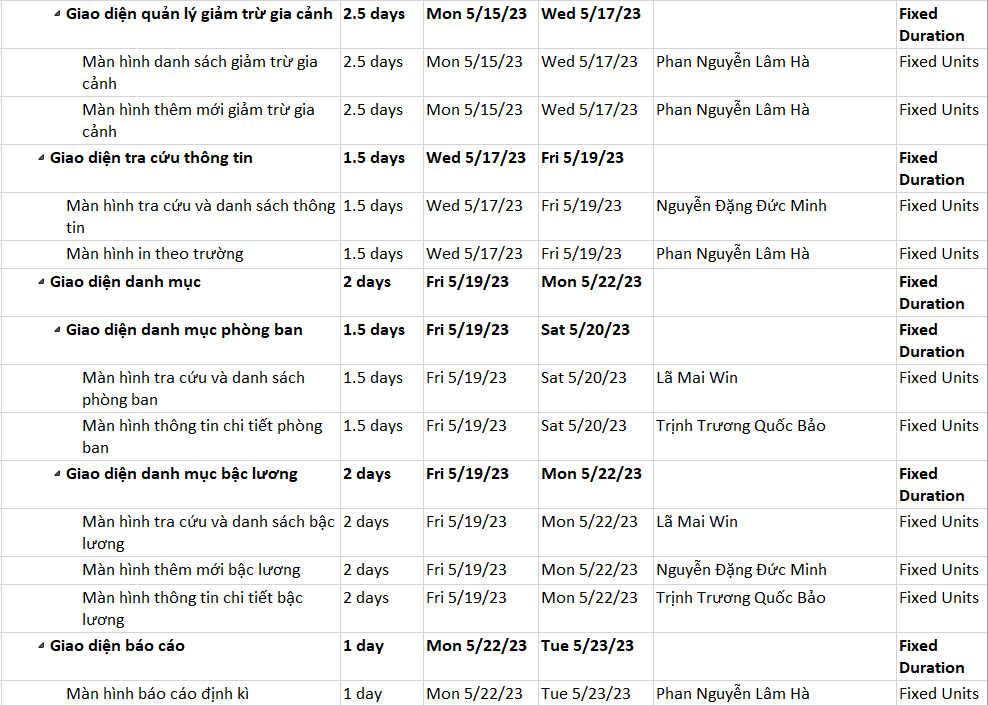 Giao diện quản lý giảm trừ gia cảnh 2.5 days Mon 5/15/23 Wed 5/17/23 Fixed
Duration
Màn hình danh sách giảm trừ gia 2.5 days Mon 5/15/23 Wed 5/17/23 Phan Nguyễn Lâm Hà Fixed Units
cảnh
Màn hình thêm mới giảm trừ gia 2.5 days Mon 5/15/23 Wed 5/17/23 Phan Nguyễn Lâm Hà Fixed Units
cảnh
Giao diện tra cứu thông tin 1.5 days Wed 5/17/23 Fri 5/19/23 Fixed
Duration
Màn hình tra cứu và danh sách thông 1.5 days Wed 5/17/23 Fri 5/19/23 Nguyễn Đặng Đức Minh Fixed Units
tin
Màn hình in theo trường 1.5 days Wed 5/17/23 Fri 5/19/23 Phan Nguyễn Lâm Hà Fixed Units
Giao diện danh mục 2 days Fri 5/19/23 Mon 5/22/23 Fixed
Duration
Giao diện danh mục phòng ban 1.5 days Fri 5/19/23 Sat 5/20/23 Fixed
Duration
Màn hình tra cứu và danh sách 1.5 days Fri 5/19/23 Sat 5/20/23 Lã Mai Win Fixed Units
phòng ban
Màn hình thông tin chi tiết phòng 1.5 days Fri 5/19/23 Sat 5/20/23 Trịnh Trương Quốc Bảo Fixed Units
ban
Giao diện danh mục bậc lương 2 days Fri 5/19/23 Mon 5/22/23 Fixed
Duration
Màn hình tra cứu và danh sách bậc 2 days Fri 5/19/23 Mon 5/22/23 Lã Mai Win Fixed Units
lương
Màn hình thêm mới bậc lương 2 days Fri 5/19/23 Mon 5/22/23 Nguyễn Đặng Đức Minh Fixed Units
Màn hình thông tin chi tiết bậc 2 days Fri 5/19/23 Mon 5/22/23 Trịnh Trương Quốc Bảo Fixed Units
lương
Giao diện báo cáo 1 day Mon 5/22/23 Tue 5/23/23 Fixed
Duration
Màn hình báo cáo định kì 1 day Mon 5/22/23 Tue 5/23/23 Phan Nguyễn Lâm Hà Fixed Units